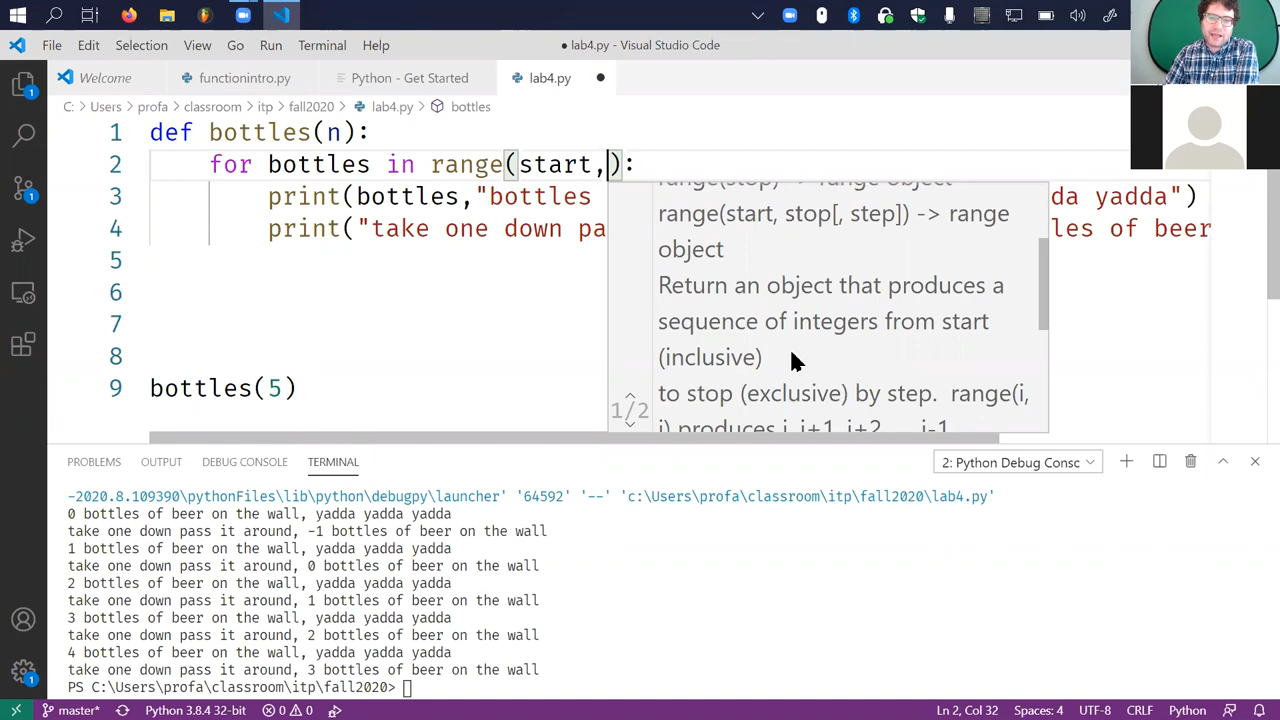 File Edit Selection View Go Run Terminal Help
● lab4.py - Visual Studio Code
Welcome functionintro.py Python - Get Started lab4.py ●
C: > Users > profa > classroom > itp > fall2020 > lab4.py > bottles
1 def bottles(n):
2 for bottles in range(start,):
3 print(bottles,"bottles da yadda")
4 print("take one down pa les of beer
5
6
7
8
9 bottles(5)
range(stop) -> range object
range(start, stop[, step]) -> range
object
Return an object that produces a
sequence of integers from start
(inclusive)
to stop (exclusive) by step. range(i,
j) produces i, i+1, i+2, ..., j-1.
1/2
PROBLEMS OUTPUT DEBUG CONSOLE TERMINAL
2: Python Debug Consc
-2020.8.109390\pythonFiles\lib\python\debugpy\launcher' '64592' '--' 'c:\Users\profa\classroom\itp\fall2020\lab4.py'
0 bottles of beer on the wall, yadda yadda yadda
take one down pass it around, -1 bottles of beer on the wall
1 bottles of beer on the wall, yadda yadda yadda
take one down pass it around, 0 bottles of beer on the wall
2 bottles of beer on the wall, yadda yadda yadda
take one down pass it around, 1 bottles of beer on the wall
3 bottles of beer on the wall, yadda yadda yadda
take one down pass it around, 2 bottles of beer on the wall
4 bottles of beer on the wall, yadda yadda yadda
take one down pass it around, 3 bottles of beer on the wall
PS C:\Users\profa\classroom\itp\fall2020>
master* Python 3.8.4 32-bit 0 0 Ln 2, Col 32 Spaces: 4 UTF-8 CRLF Python